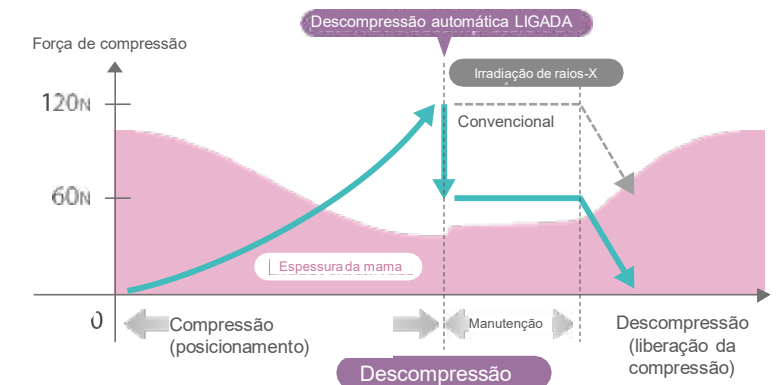 Descompressão automática LIGADA
Força de compressão
Irradiação de raios-X
120N
Convencional
60N
Espessura da mama
0
Compressão
(posicionamento)
Manutenção
Descompressão
(liberação da
compressão)
Descompressão